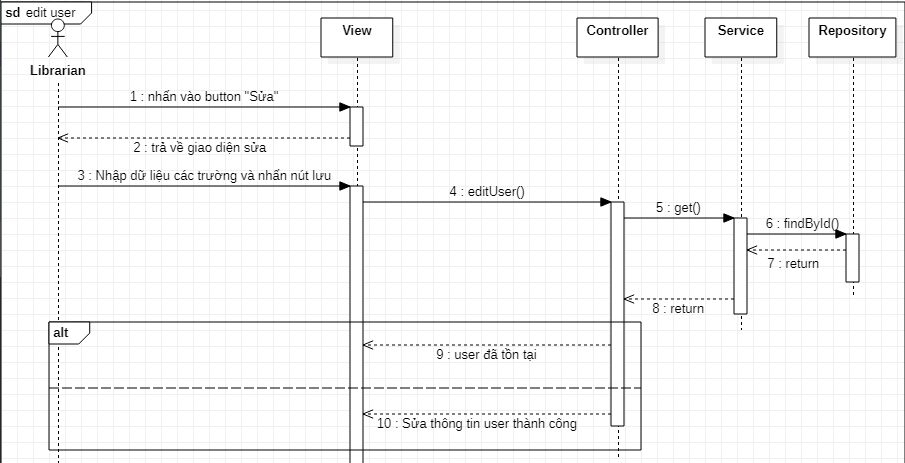 sd edit user
View
Controller
Service
Repository
Librarian
1 : nhấn vào button "Sửa"
2 : trả về giao diện sửa
3 : Nhập dữ liệu các trường và nhấn nút lưu
4 : editUser()
5 : get()
6 : findById()
7 : return
8 : return
alt
9 : user đã tồn tại
10 : Sửa thông tin user thành công